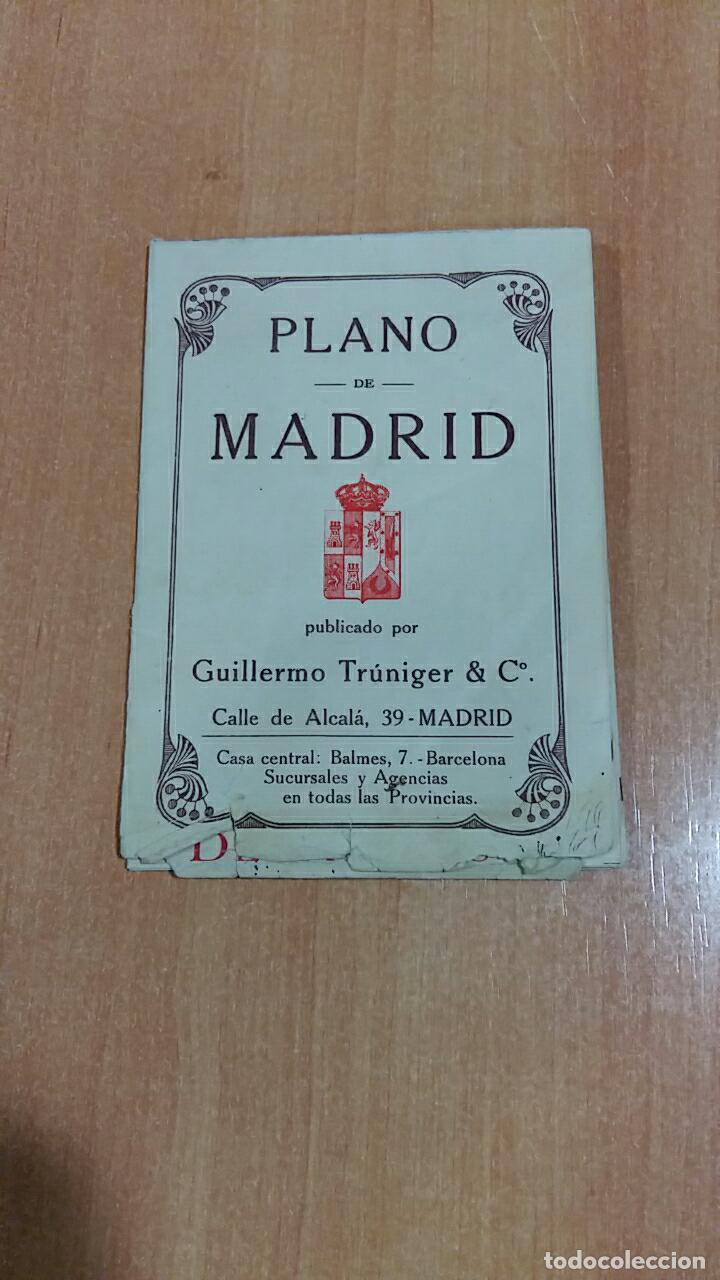 PLANO
DE
MADRID
publicado por
Guillermo Trúniger & Cº.
Calle de Alcalá, 39 - MADRID
Casa central: Balmes, 7. - Barcelona
Sucursales y Agencias
en todas las Provincias.
todocoleccion